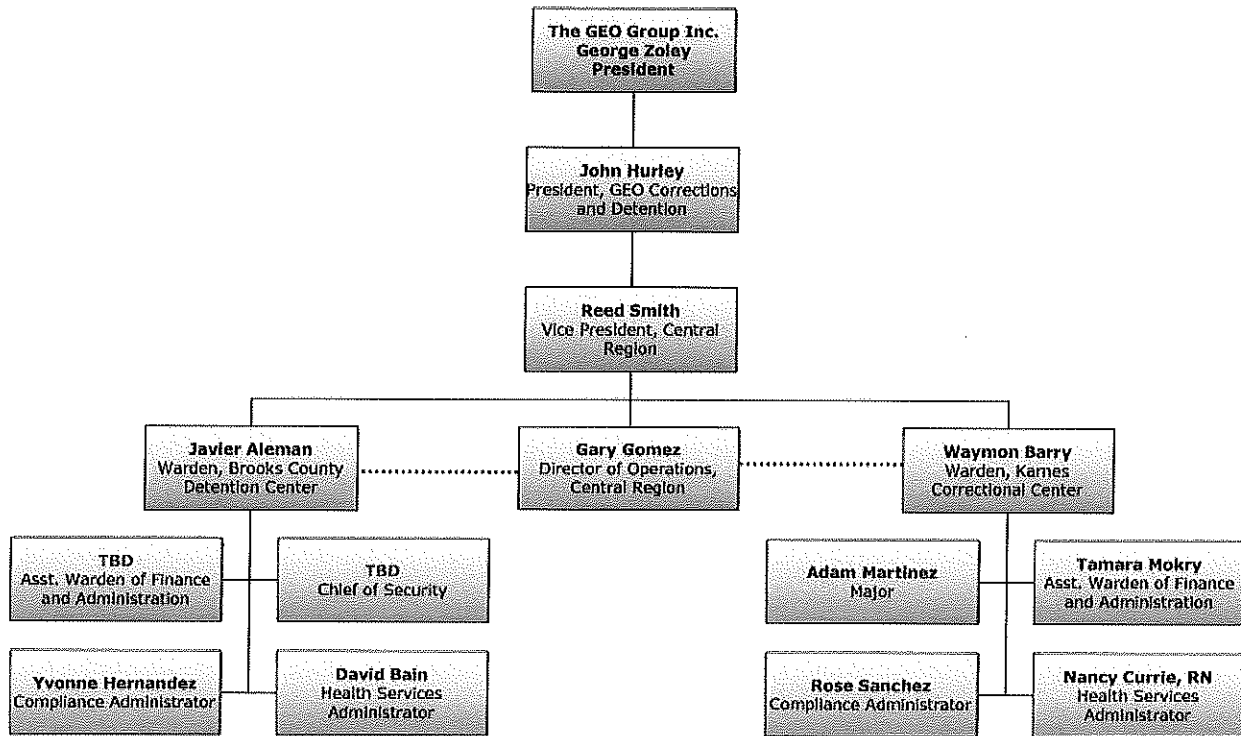 The GEO Group Inc.
George Zoley
President
John Hurley
President, GEO Corrections
and Detention
Reed Smith
Vice President, Central
Region
Javier Aleman
Warden, Brooks County
Detention Center
Gary Gomez
Director of Operations,
Central Region
Waymon Barry
Warden, Karnes
Correctional Center
TBD
Asst. Warden of Finance
and Administration
TBD
Chief of Security
Adam Martinez
Major
Tamara Mokry
Asst. Warden of Finance
and Administration
Yvonne Hernandez
Compliance Administrator
David Bain
Health Services
Administrator
Rose Sanchez
Compliance Administrator
Nancy Currie, RN
Health Services
Administrator